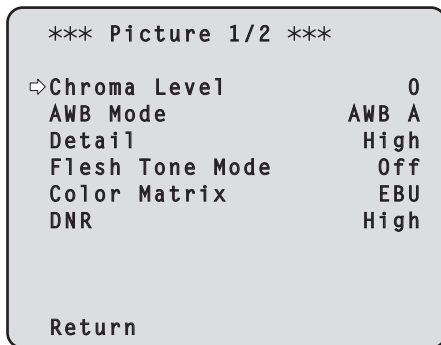 *** Picture 1/2 ***
⇨Chroma Level 0
AWB Mode AWB A
Detail High
Flesh Tone Mode Off
Color Matrix EBU
DNR High
Return